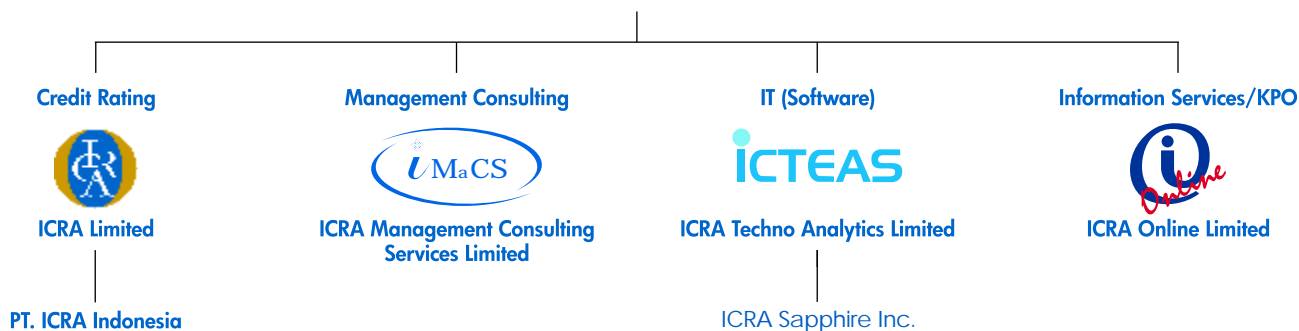 Credit Rating
Management Consulting
IT (Software)
Information Services/KPO
ICRA
iMaCS
iCTEAS
i Online
ICRA Limited
ICRA Management Consulting
Services Limited
ICRA Techno Analytics Limited
ICRA Online Limited
PT. ICRA Indonesia
ICRA Sapphire Inc.